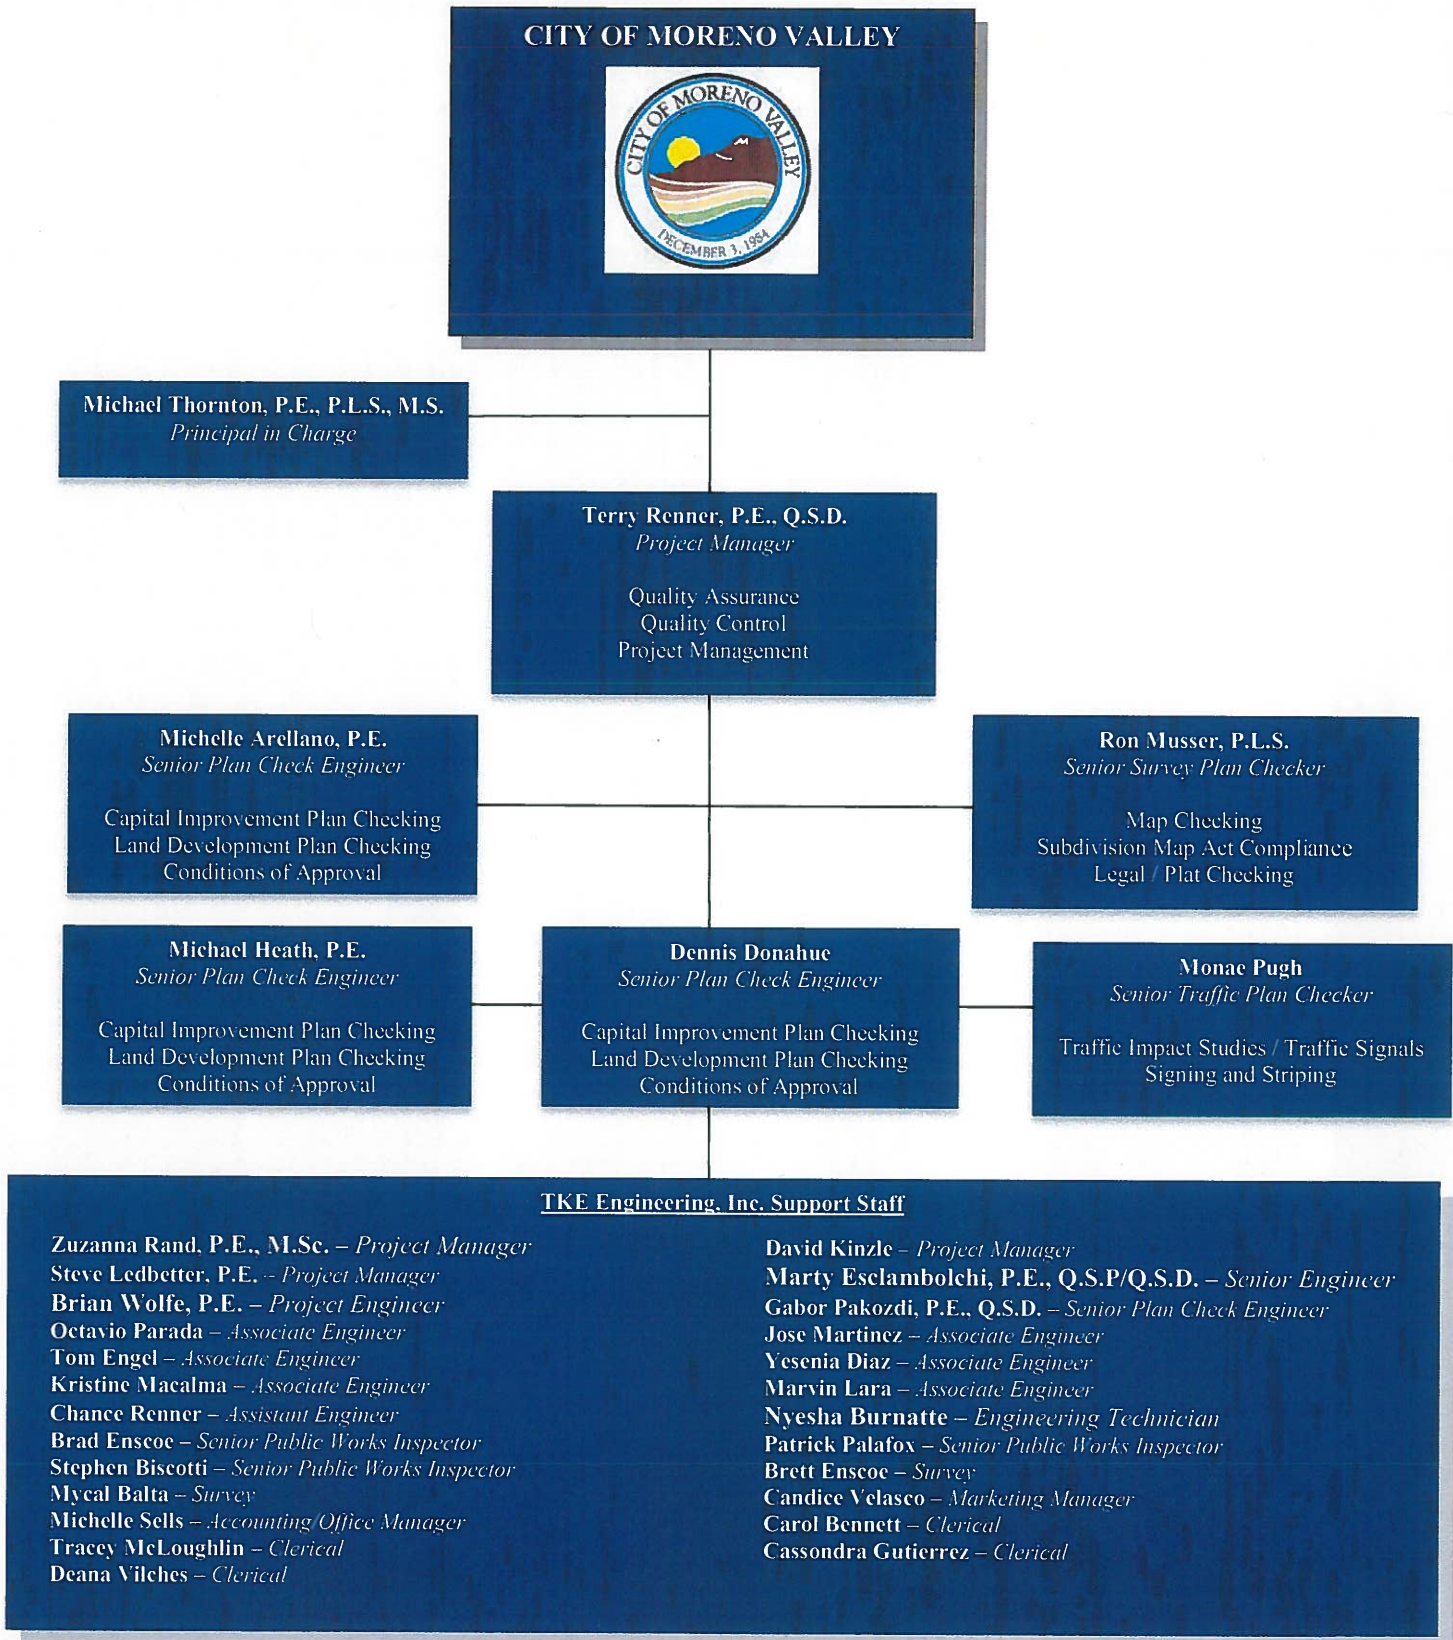 CITY OF MORENO VALLEY
CITY OF MORENO VALLEY
DECEMBER 3, 1984
Michael Thornton, P.E., P.L.S., M.S.
Principal in Charge
Terry Renner, P.E., Q.S.D.
Project Manager
Quality Assurance
Quality Control
Project Management
Michelle Arellano, P.E.
Senior Plan Check Engineer
Capital Improvement Plan Checking
Land Development Plan Checking
Conditions of Approval
Ron Musser, P.L.S.
Senior Survey Plan Checker
Map Checking
Subdivision Map Act Compliance
Legal / Plat Checking
Michael Heath, P.E.
Senior Plan Check Engineer
Capital Improvement Plan Checking
Land Development Plan Checking
Conditions of Approval
Dennis Donahue
Senior Plan Check Engineer
Capital Improvement Plan Checking
Land Development Plan Checking
Conditions of Approval
Monae Pugh
Senior Traffic Plan Checker
Traffic Impact Studies / Traffic Signals
Signing and Striping
TKE Engineering, Inc. Support Staff
Zuzanna Rand, P.E., M.Sc. – Project Manager
Steve Ledbetter, P.E. – Project Manager
Brian Wolfe, P.E. – Project Engineer
Octavio Parada – Associate Engineer
Tom Engel – Associate Engineer
Kristine Macalma – Associate Engineer
Chance Renner – Assistant Engineer
Brad Enscoe – Senior Public Works Inspector
Stephen Biscotti – Senior Public Works Inspector
Mycal Balta – Survey
Michelle Sells – Accounting/Office Manager
Tracey McLoughlin – Clerical
Deana Vilches – Clerical
David Kinzle – Project Manager
Marty Esclambolchi, P.E., Q.S.P/Q.S.D. – Senior Engineer
Gabor Pakozdi, P.E., Q.S.D. – Senior Plan Check Engineer
Jose Martinez – Associate Engineer
Yesenia Diaz – Associate Engineer
Marvin Lara – Associate Engineer
Nyesha Burnatte – Engineering Technician
Patrick Palafox – Senior Public Works Inspector
Brett Enscoe – Survey
Candice Velasco – Marketing Manager
Carol Bennett – Clerical
Cassondra Gutierrez – Clerical